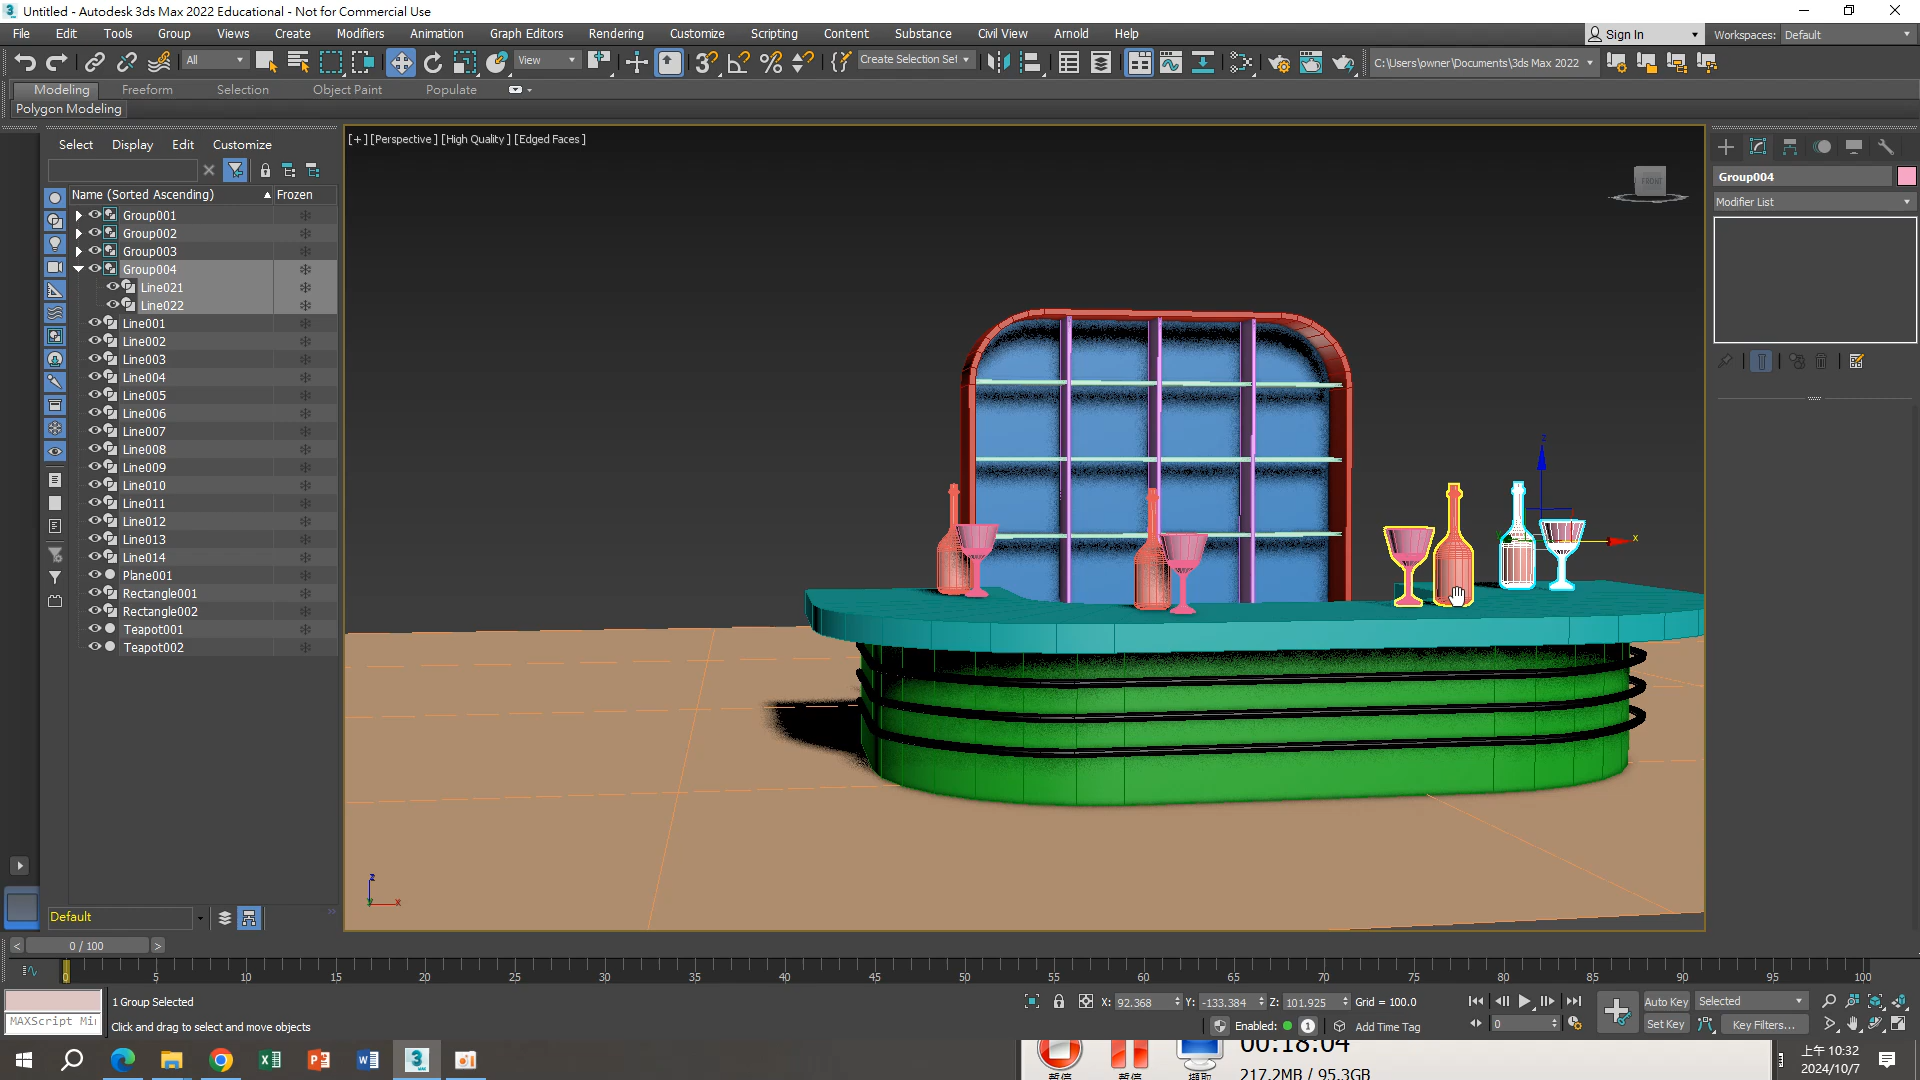 Untitled - Autodesk 3ds Max 2022 Educational - Not for Commercial Use
File Edit Tools Group Views Create Modifiers Animation Graph Editors Rendering Customize Scripting Content Substance Civil View Arnold Help
Sign In Workspaces: Default
All View Create Selection Set C:\Users\owner\Documents\3ds Max 2022
Modeling Freeform Selection Object Paint Populate
Polygon Modeling
Select Display Edit Customize
[+] [Perspective ] [High Quality ] [Edged Faces ]
FRONT
Group004
Modifier List
Name (Sorted Ascending) Frozen
Group001
Group002
Group003
Group004
Line021
Line022
Line001
Line002
Line003
Line004
Line005
Line006
Line007
Line008
Line009
Line010
Line011
Line012
Line013
Line014
Plane001
Rectangle001
Rectangle002
Teapot001
Teapot002
z
x
z
x
Default
0 / 100
0 5 10 15 20 25 30 35 40 45 50 55 60 65 70 75 80 85 90 95 100
1 Group Selected
X: 92.368 Y: -133.384 Z: 101.925 Grid = 100.0
Auto Key Selected
MAXScript Mi
Click and drag to select and move objects
Enabled: 1 Add Time Tag
0
Set Key Key Filters...
00:18:04
217.2MB / 95.3GB
上午 10:32
2024/10/7